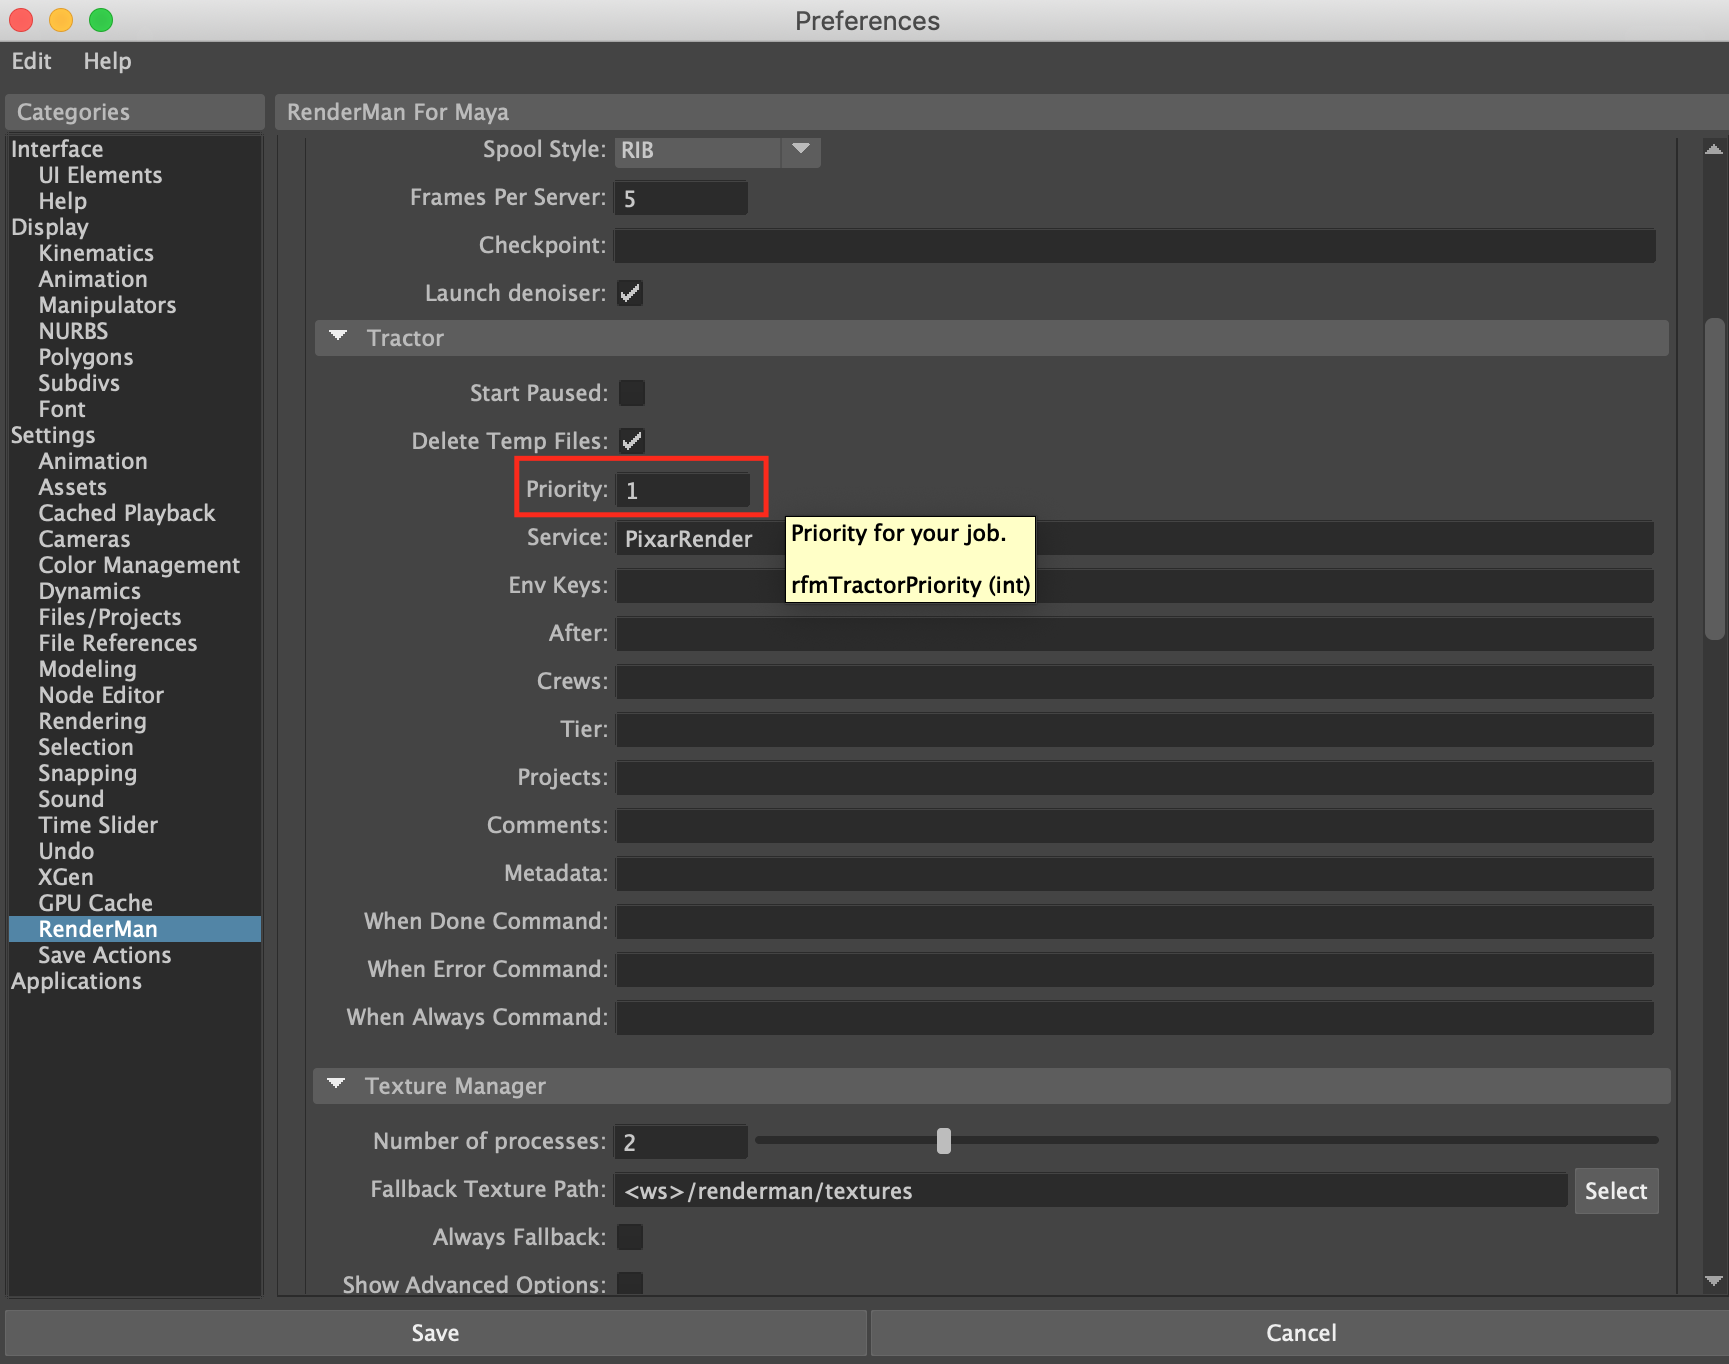 Preferences
Edit Help
Categories
Interface
UI Elements
Help
Display
Kinematics
Animation
Manipulators
NURBS
Polygons
Subdivs
Font
Settings
Animation
Assets
Cached Playback
Cameras
Color Management
Dynamics
Files/Projects
File References
Modeling
Node Editor
Rendering
Selection
Snapping
Sound
Time Slider
Undo
XGen
GPU Cache
RenderMan
Save Actions
Applications
RenderMan For Maya
Spool Style: RIB
Frames Per Server: 5
Checkpoint:
Launch denoiser:
Tractor
Start Paused:
Delete Temp Files:
Priority: 1
Service: PixarRender
Priority for your job.
rfmTractorPriority (int)
Env Keys:
After:
Crews:
Tier:
Projects:
Comments:
Metadata:
When Done Command:
When Error Command:
When Always Command:
Texture Manager
Number of processes: 2
Fallback Texture Path: <ws>/renderman/textures Select
Always Fallback:
Show Advanced Options:
Save Cancel